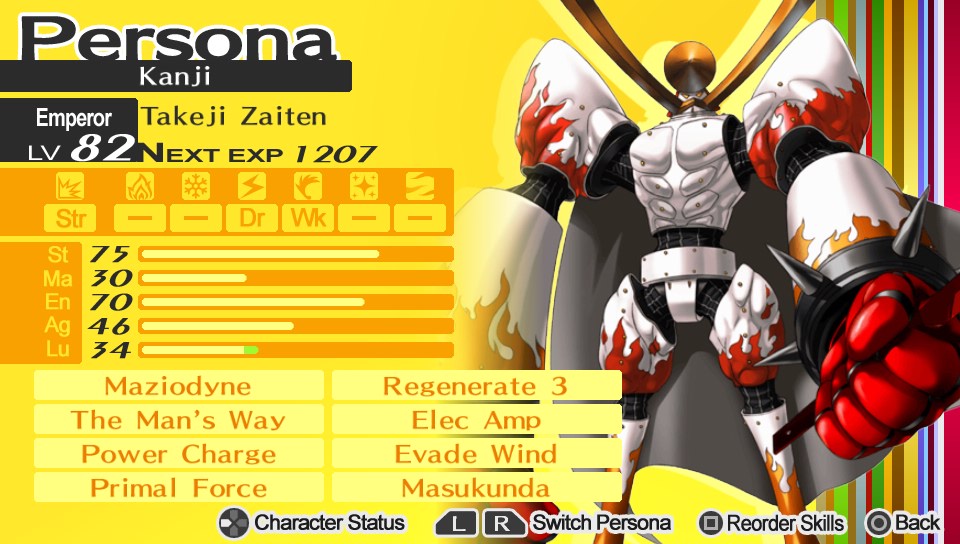 Persona
Kanji
Emperor
Takeji Zaiten
LV 82 NEXT EXP 1207
Str — — Dr Wk — —
St 75
Ma 30
En 70
Ag 46
Lu 34
Maziodyne Regenerate 3
The Man's Way Elec Amp
Power Charge Evade Wind
Primal Force Masukunda
Character Status L R Switch Persona Reorder Skills Back